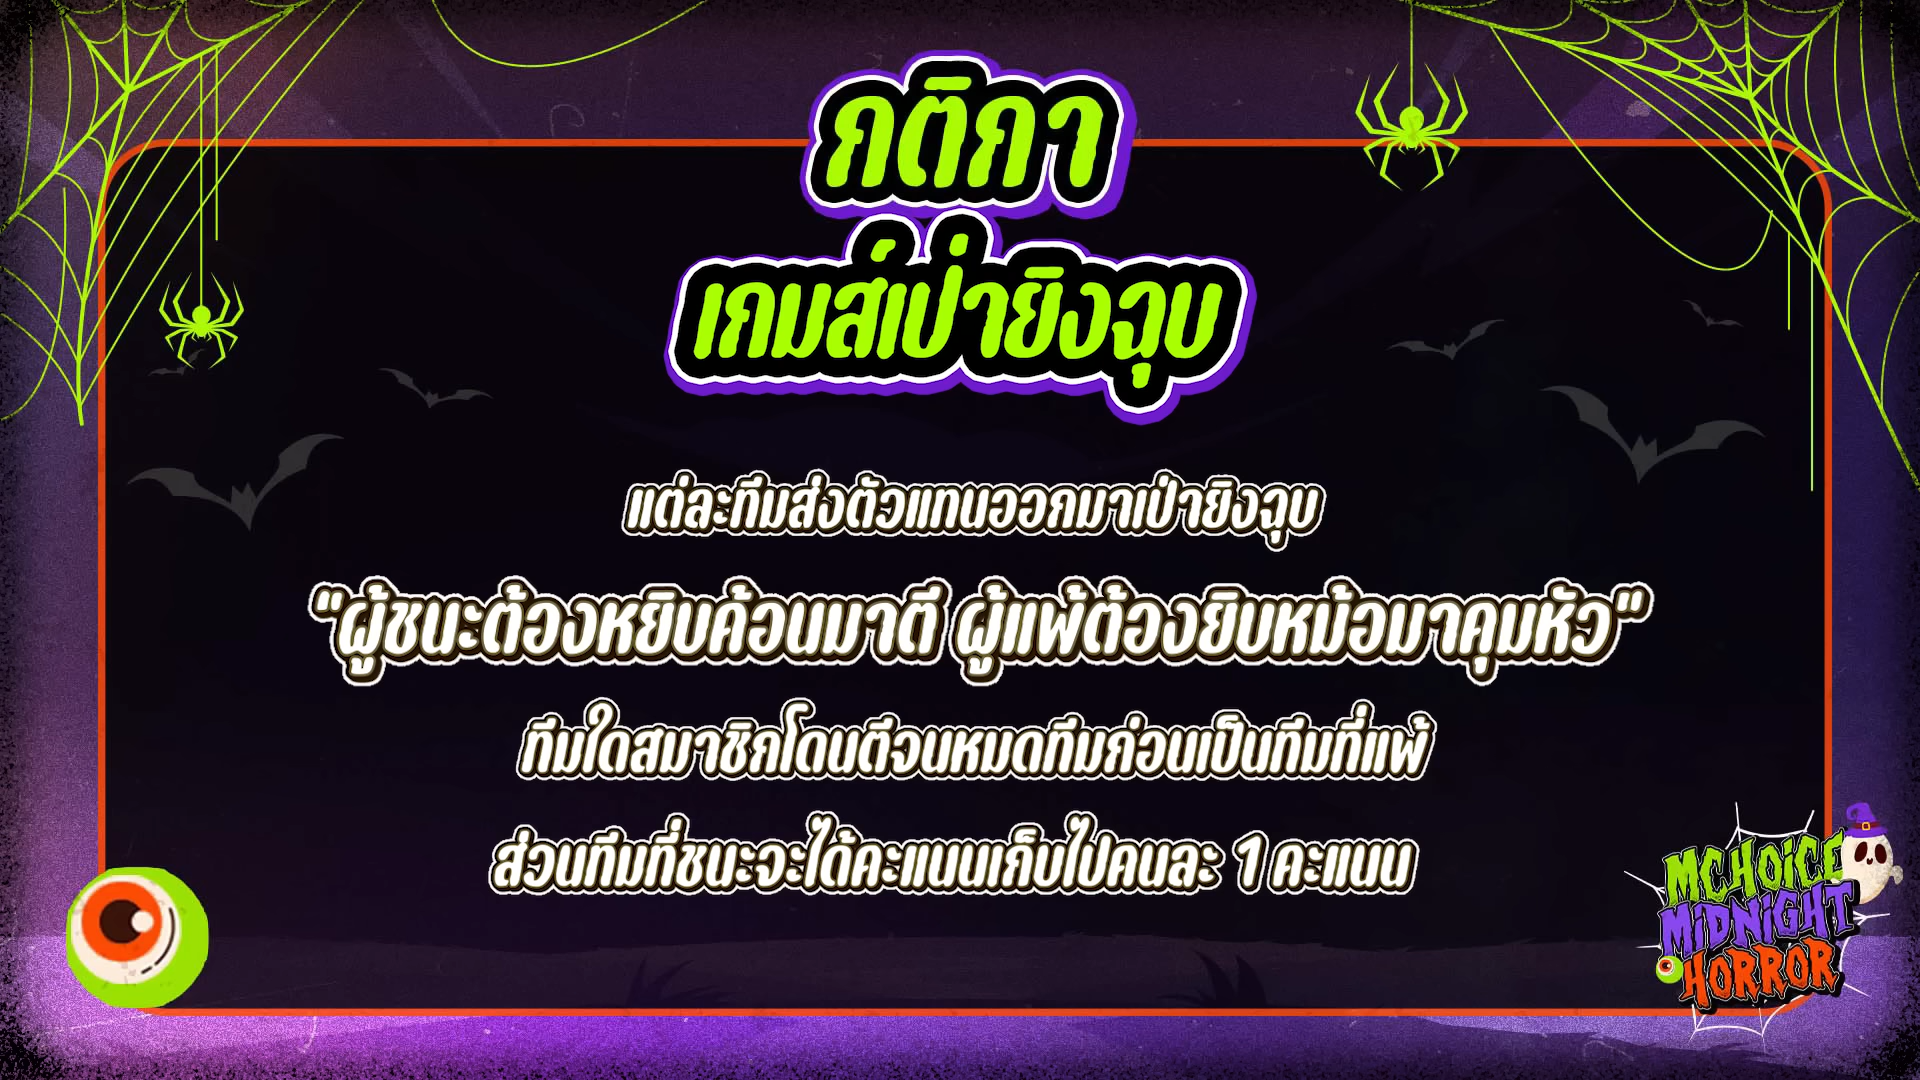 กติกา
เกมส์เป่ายิงฉุบ
แต่ละทีมส่งตัวแทนออกมาเป่ายิงฉุบ
"ผู้ชนะต้องหยิบค้อนมาตี ผู้แพ้ต้องยิบหม้อมาคุมหัว"
ทีมใดสมาชิกโดนตีจนหมดทีมก่อนเป็นทีมที่แพ้
ส่วนทีมที่ชนะจะได้คะแนนเก็บไปคนละ 1 คะแนน
MCHOiCE
MiDNiGHT
HORROR